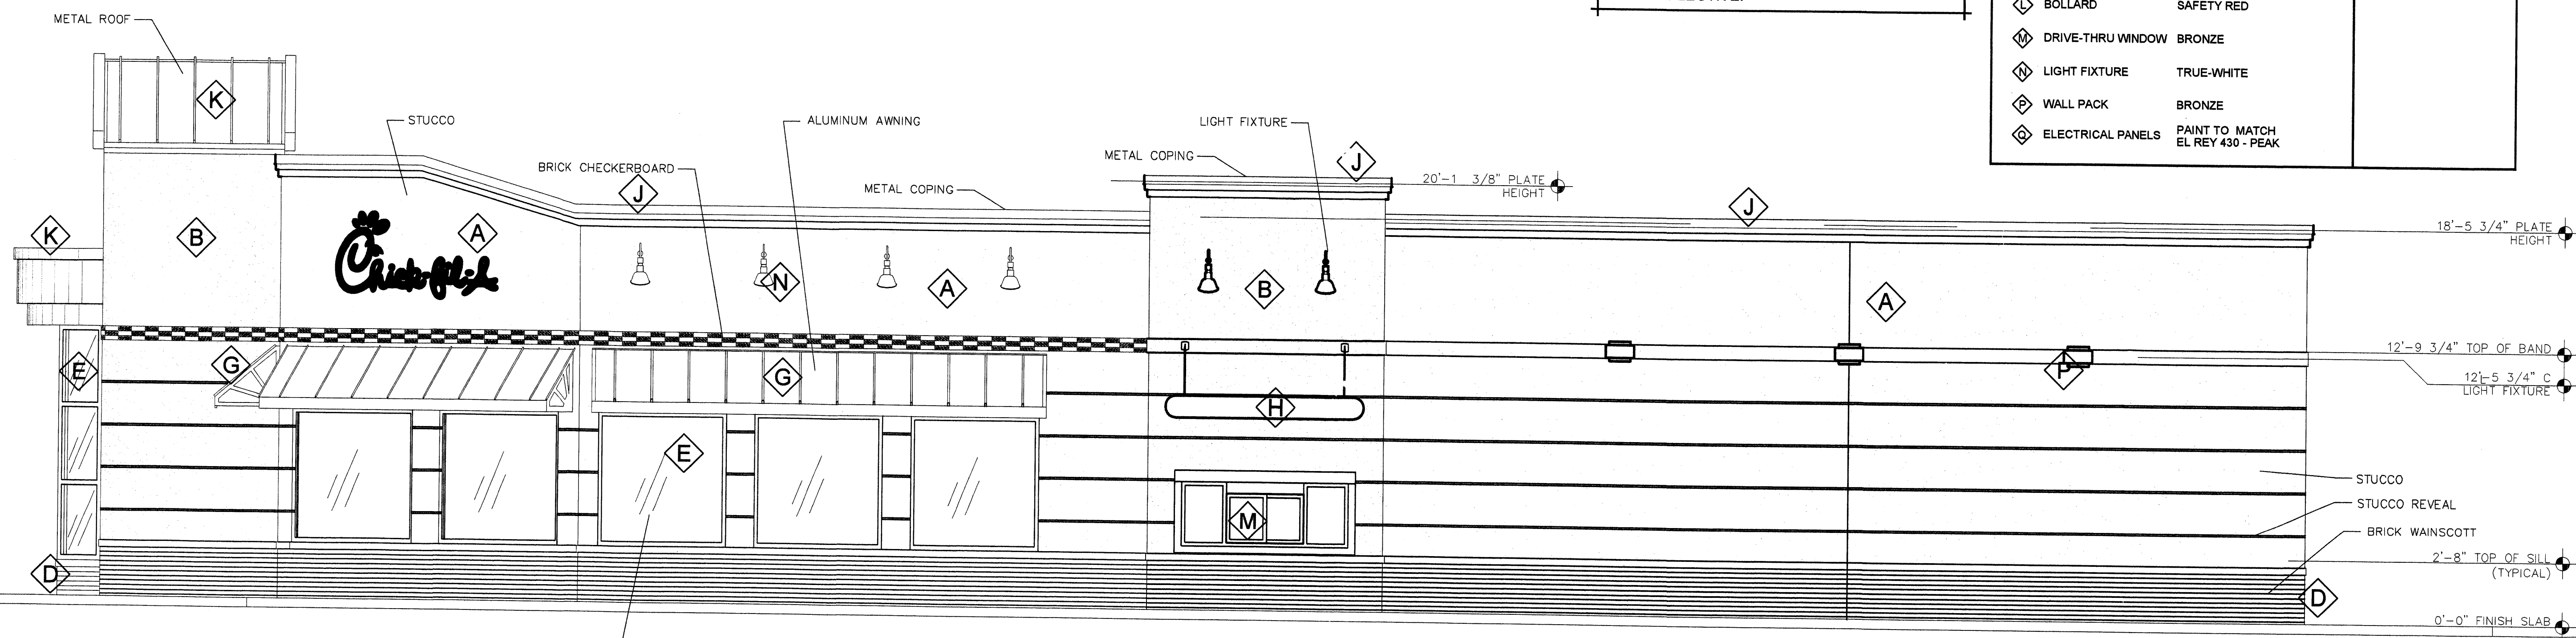 METAL ROOF
L BOLLARD SAFETY RED
M DRIVE-THRU WINDOW BRONZE
N LIGHT FIXTURE TRUE-WHITE
P WALL PACK BRONZE
Q ELECTRICAL PANELS PAINT TO MATCH
EL REY 430 - PEAK
K
STUCCO
ALUMINUM AWNING
LIGHT FIXTURE
METAL COPING
J
BRICK CHECKERBOARD
J
METAL COPING
20'-1 3/8" PLATE
HEIGHT
J
18'-5 3/4" PLATE
HEIGHT
K
B
Chick-fil-A
A
N
A
B
A
E
G
G
H
P
12'-9 3/4" TOP OF BAND
12'-5 3/4" C
LIGHT FIXTURE
E
M
STUCCO
STUCCO REVEAL
BRICK WAINSCOTT
2'-8" TOP OF SILL
(TYPICAL)
D
D
0'-0" FINISH SLAB